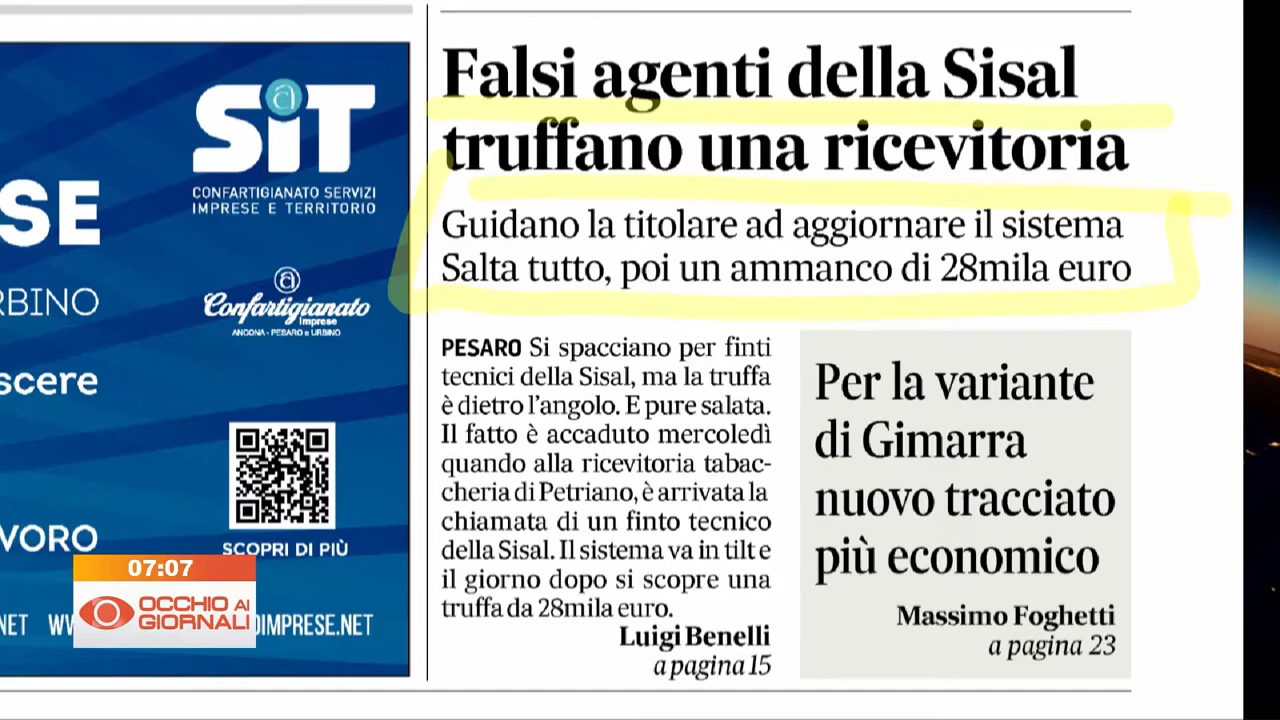 SiT
CONFARTIGIANATO SERVIZI
IMPRESE E TERRITORIO
SE
RBINO
Confartigianato
Imprese
ANCONA - PESARO e URBINO
scere
VORO
SCOPRI DI PIÙ
.NET
OIMPRESE.NET
07:07
OCCHIO AI
GIORNALI
Falsi agenti della Sisal
truffano una ricevitoria
Guidano la titolare ad aggiornare il sistema
Salta tutto, poi un ammanco di 28mila euro
PESARO Si spacciano per finti
tecnici della Sisal, ma la truffa
è dietro l'angolo. E pure salata.
Il fatto è accaduto mercoledì
quando alla ricevitoria tabac-
cheria di Petriano, è arrivata la
chiamata di un finto tecnico
della Sisal. Il sistema va in tilt e
il giorno dopo si scopre una
truffa da 28mila euro.
Luigi Benelli
a pagina 15
Per la variante
di Gimarra
nuovo tracciato
più economico
Massimo Foghetti
a pagina 23